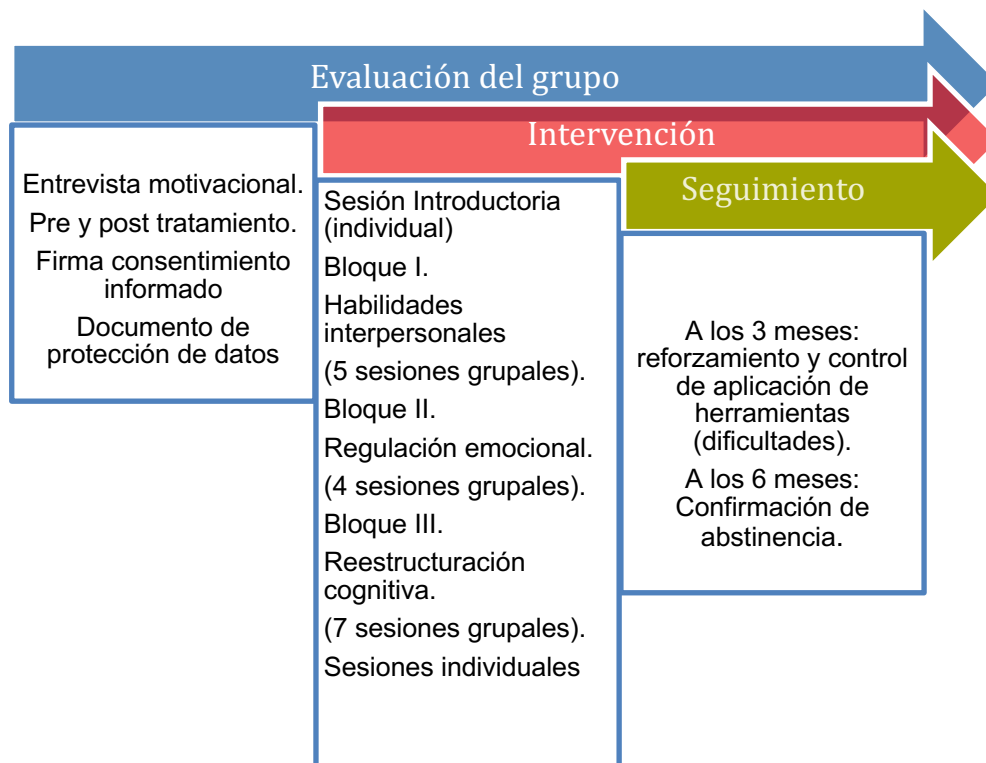 Evaluación del grupo
Entrevista motivacional.
Pre y post tratamiento.
Firma consentimiento
informado
Documento de
protección de datos
Intervención
Sesión Introductoria
(individual)
Bloque I.
Habilidades
interpersonales
(5 sesiones grupales).
Bloque II.
Regulación emocional.
(4 sesiones grupales).
Bloque III.
Reestructuración
cognitiva.
(7 sesiones grupales).
Sesiones individuales
Seguimiento
A los 3 meses:
reforzamiento y control
de aplicación de
herramientas
(dificultades).
A los 6 meses:
Confirmación de
abstinencia.